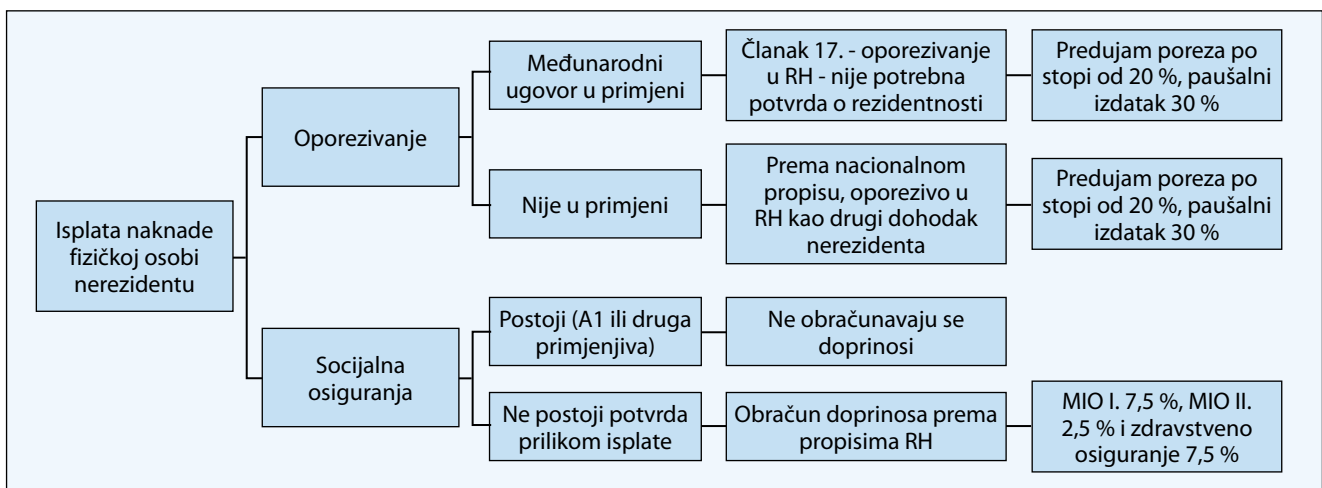 Isplata naknade
fizičkoj osobi
nerezidentu
Oporezivanje
Međunarodni
ugovor u primjeni
Članak 17. - oporezivanje
u RH - nije potrebna
potvrda o rezidentnosti
Predujam poreza po
stopi od 20 %, paušalni
izdatak 30 %
Nije u primjeni
Prema nacionalnom
propisu, oporezivo u
RH kao drugi dohodak
nerezidenta
Predujam poreza po
stopi od 20 %, paušalni
izdatak 30 %
Socijalna
osiguranja
Postoji (A1 ili druga
primjenjiva)
Ne obračunavaju se
doprinosi
Ne postoji potvrda
prilikom isplate
Obračun doprinosa prema
propisima RH
MIO I. 7,5 %, MIO II.
2,5 % i zdravstveno
osiguranje 7,5 %